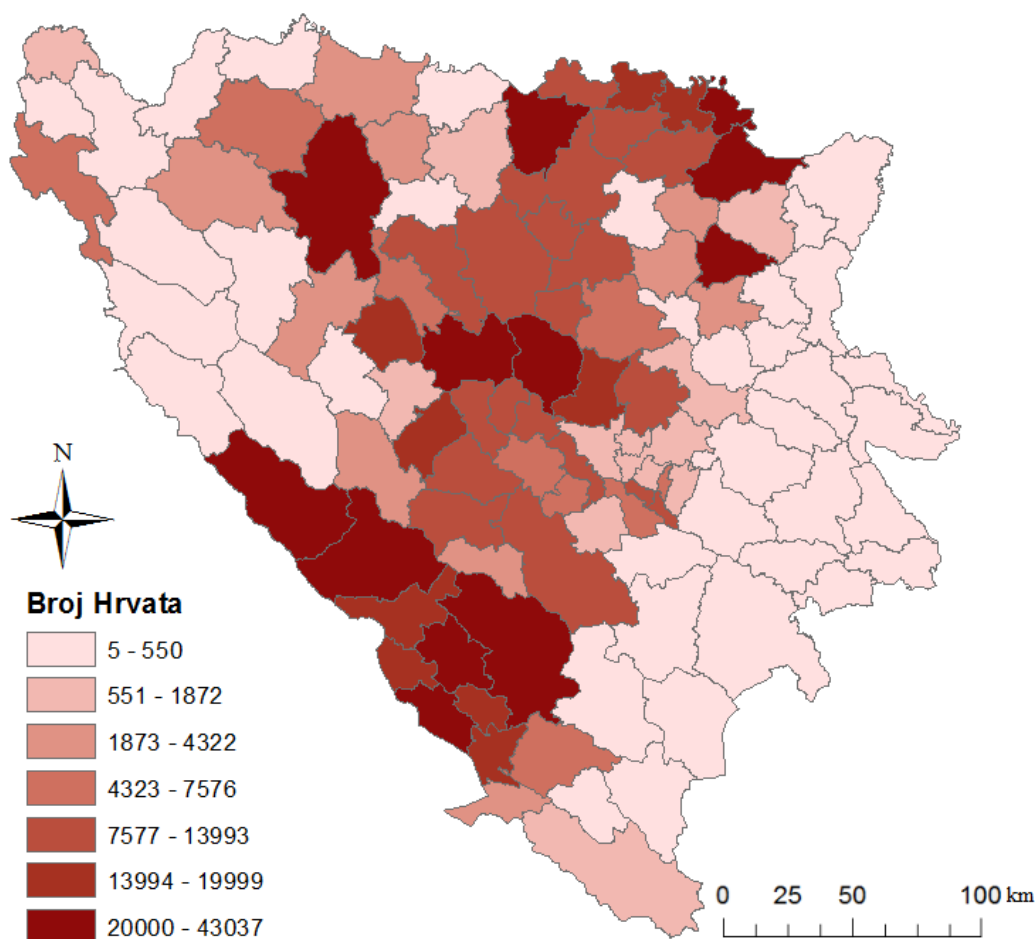 N
Broj Hrvata
5 - 550
551 - 1872
1873 - 4322
4323 - 7576
7577 - 13993
13994 - 19999
20000 - 43037
0 25 50 100 km